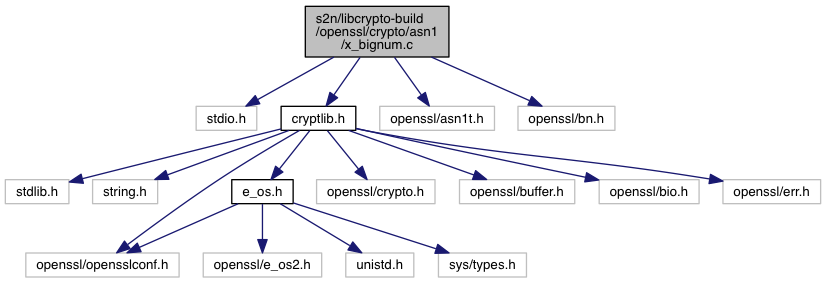 s2n/libcrypto-build
/openssl/crypto/asn1
/x_bignum.c
stdio.h
cryptlib.h
openssl/asn1t.h
openssl/bn.h
stdlib.h
string.h
e_os.h
openssl/crypto.h
openssl/buffer.h
openssl/bio.h
openssl/err.h
openssl/opensslconf.h
openssl/e_os2.h
unistd.h
sys/types.h